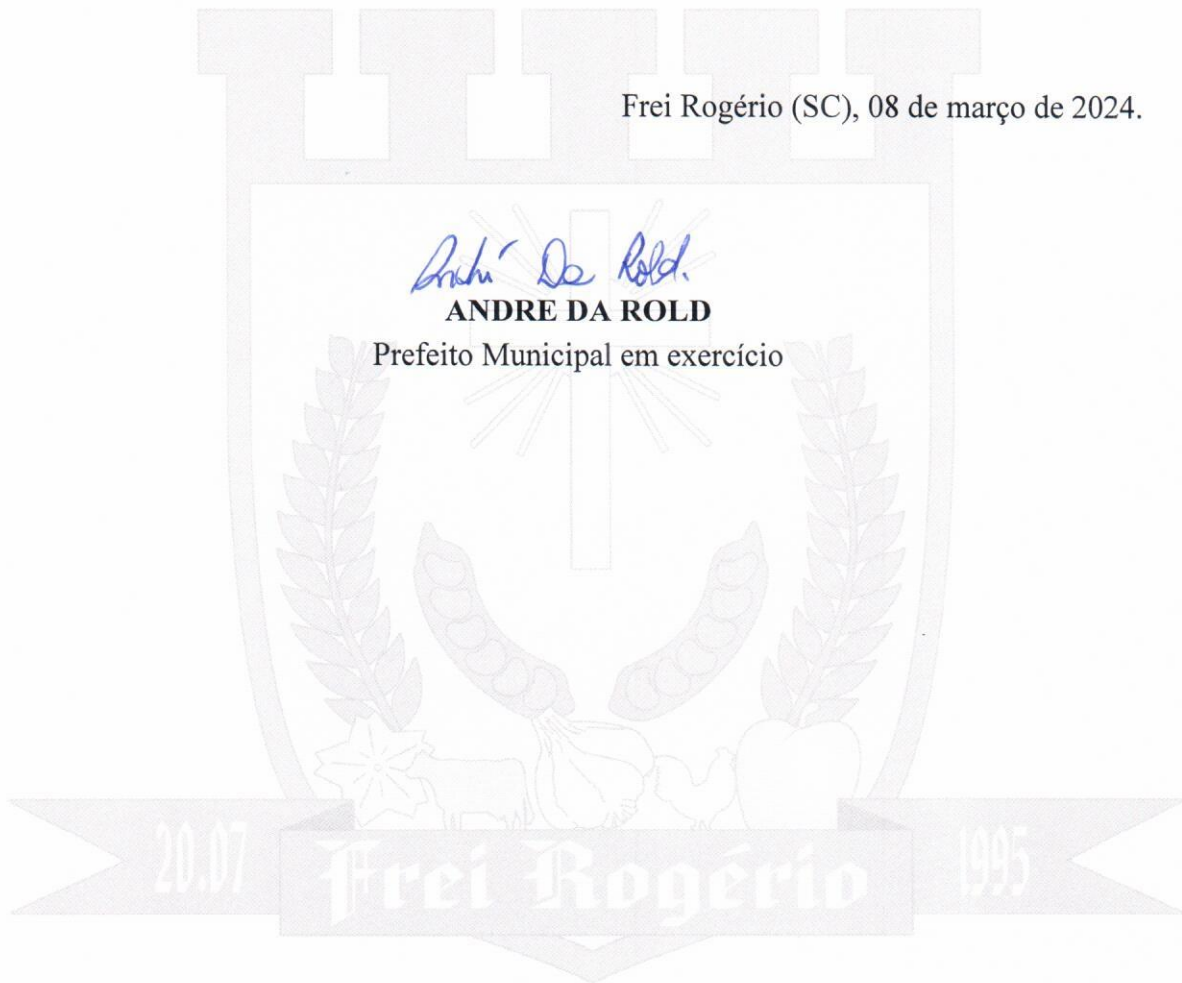 Frei Rogério (SC), 08 de março de 2024.
André Da Rold.
ANDRE DA ROLD
Prefeito Municipal em exercício
20.07
Frei Rogério
1995